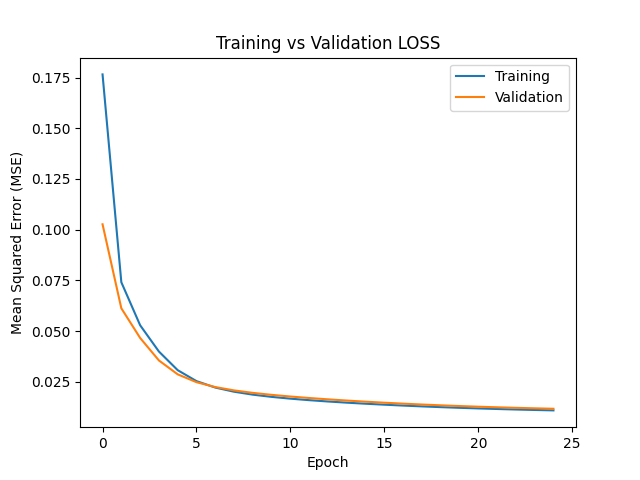 Training vs Validation LOSS
Training
Validation
Mean Squared Error (MSE)
0.175
0.150
0.125
0.100
0.075
0.050
0.025
0 5 10 15 20 25
Epoch